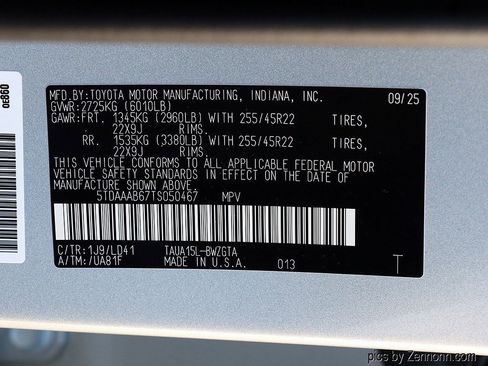 MFD.BY:TOYOTA MOTOR MANUFACTURING, INDIANA, INC. 09/25
GVWR:2725KG (6010LB)
GAWR:FRT. 1345KG (2960LB) WITH 255/45R22 TIRES,
22X9J RIMS.
RR. 1535KG (3380LB) WITH 255/45R22 TIRES,
22X9J RIMS.
THIS VEHICLE CONFORMS TO ALL APPLICABLE FEDERAL MOTOR
VEHICLE SAFETY STANDARDS IN EFFECT ON THE DATE OF
MANUFACTURE SHOWN ABOVE.
5TDAAAB67TS050467 MPV
C/TR:1J9/LD41 TAUA15L-BWZGTA
A/TM:/UA81F MADE IN U.S.A. 013 T
pics by Zennonn.com